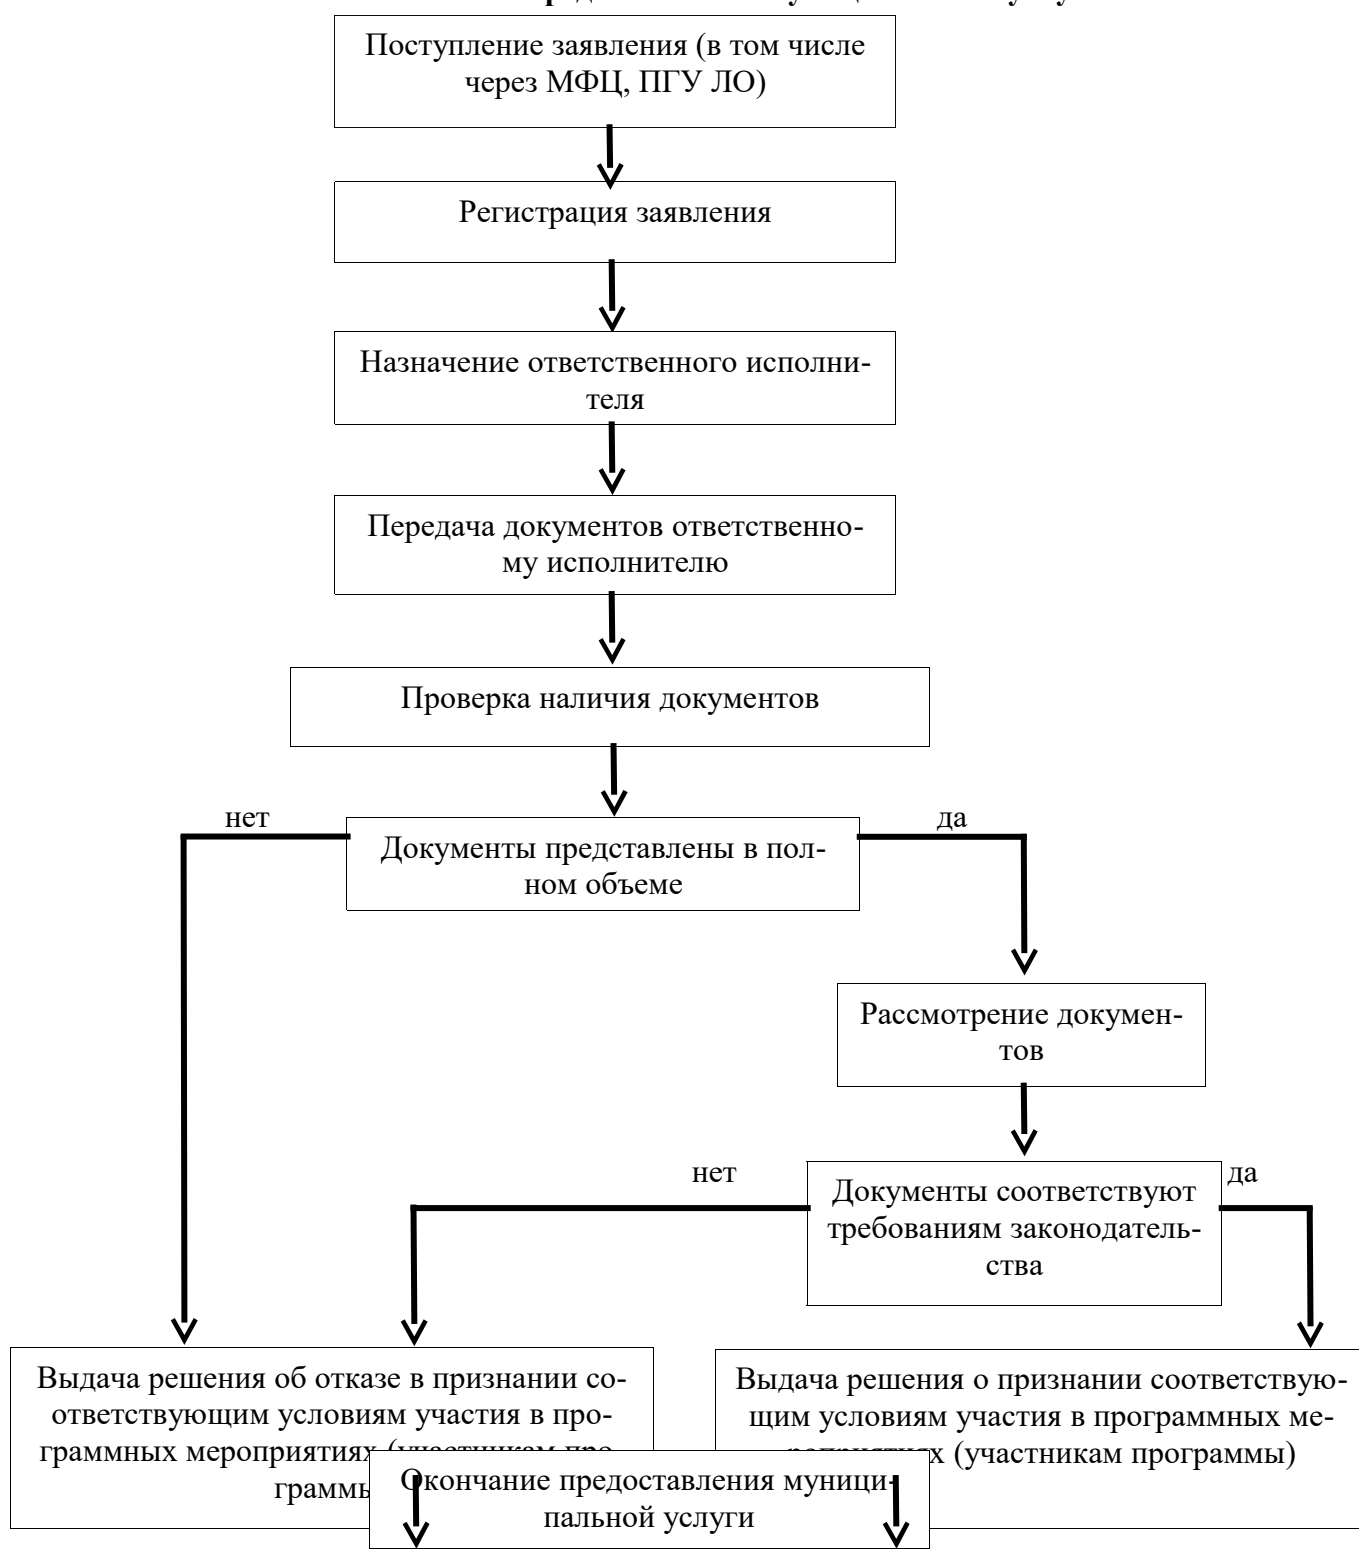 Поступление заявления (в том числе
через МФЦ, ПГУ ЛО)
Регистрация заявления
Назначение ответственного исполни-
теля
Передача документов ответственно-
му исполнителю
Проверка наличия документов
нет
да
Документы представлены в пол-
ном объеме
Рассмотрение докумен-
тов
нет
да
Документы соответствуют
требованиям законодатель-
ства
Выдача решения об отказе в признании со-
ответствующим условиям участия в про-
граммных мероприятиях (участникам про-
Выдача решения о признании соответствую-
щим условиям участия в программных ме-
роприятиях (участникам программы)
Окончание предоставления муници-
пальной услуги